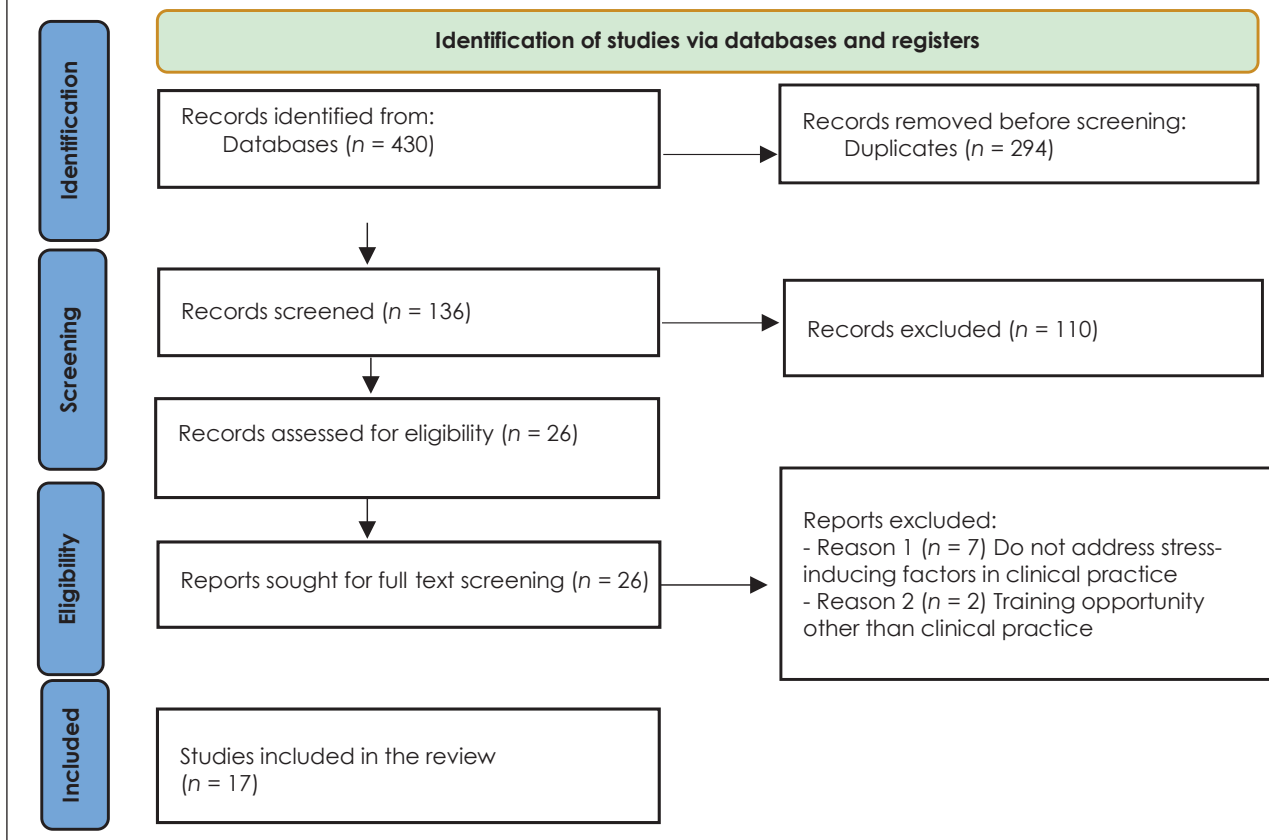 Identification of studies via databases and registers
Identification
Records identified from:
Databases (n = 430)
Records removed before screening:
Duplicates (n = 294)
Screening
Records screened (n = 136)
Records excluded (n = 110)
Records assessed for eligibility (n = 26)
Eligibility
Reports sought for full text screening (n = 26)
Reports excluded:
- Reason 1 (n = 7) Do not address stress-
inducing factors in clinical practice
- Reason 2 (n = 2) Training opportunity
other than clinical practice
Included
Studies included in the review
(n = 17)